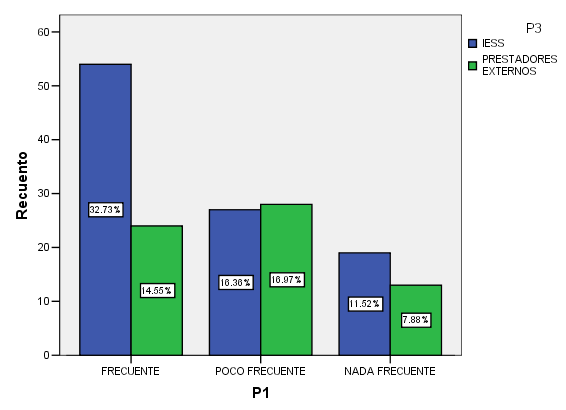 P3
IESS
PRESTADORES
EXTERNOS
Recuento
60
50
40
30
20
10
0
32.73%
14.55%
16.36%
16.97%
11.52%
7.88%
FRECUENTE
POCO FRECUENTE
NADA FRECUENTE
P1